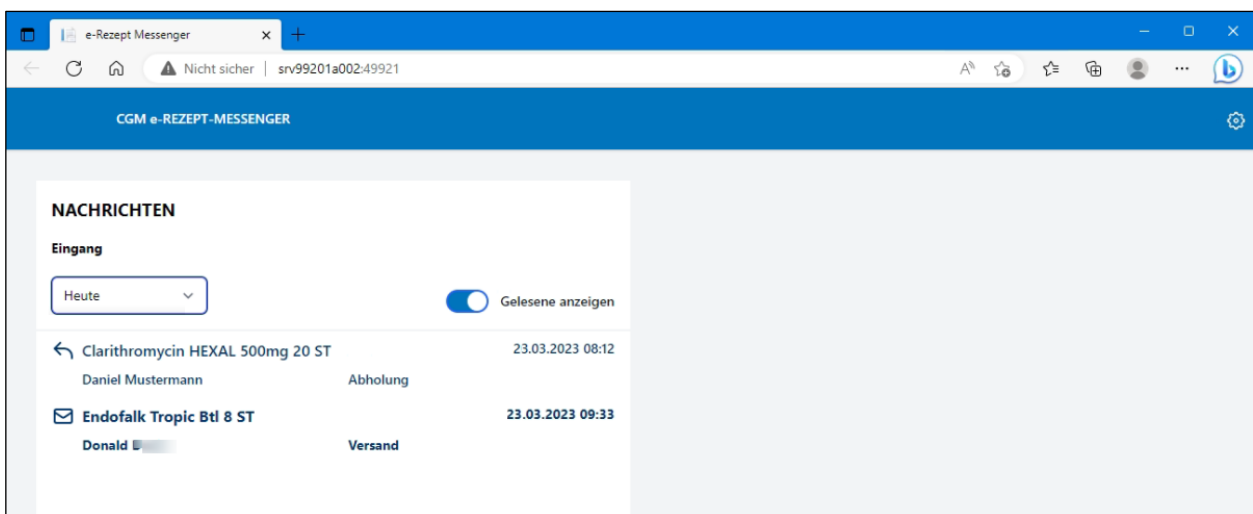 e-Rezept Messenger
Nicht sicher | srv99201a002:49921
CGM e-REZEPT-MESSENGER
NACHRICHTEN
Eingang
Heute
Gelesene anzeigen
Clarithromycin HEXAL 500mg 20 ST 23.03.2023 08:12
Daniel Mustermann Abholung
Endofalk Tropic Btl 8 ST 23.03.2023 09:33
Donald Versand